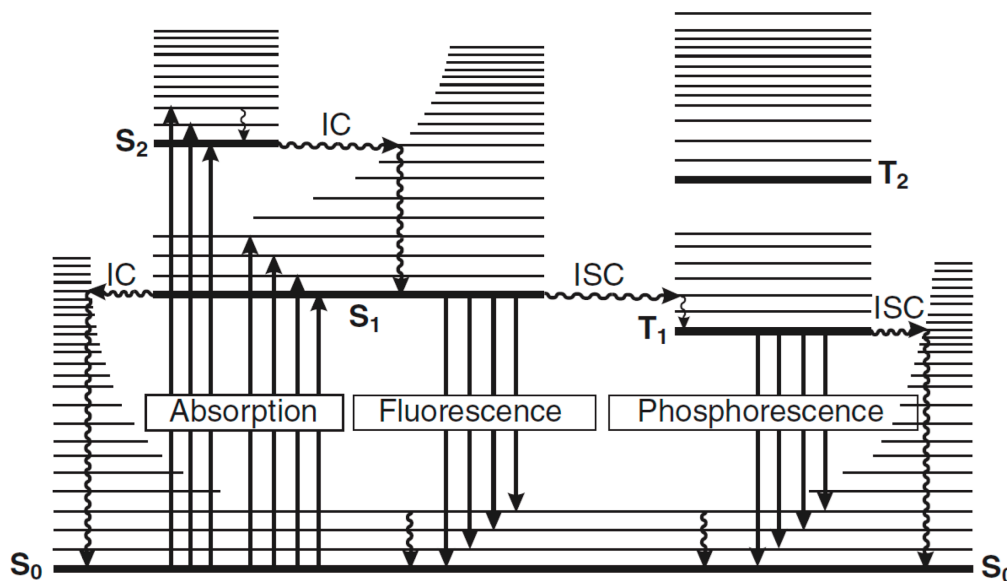 IC
S2
T2
IC
ISC
S1
T1
ISC
Absorption
Fluorescence
Phosphorescence
S0
S0